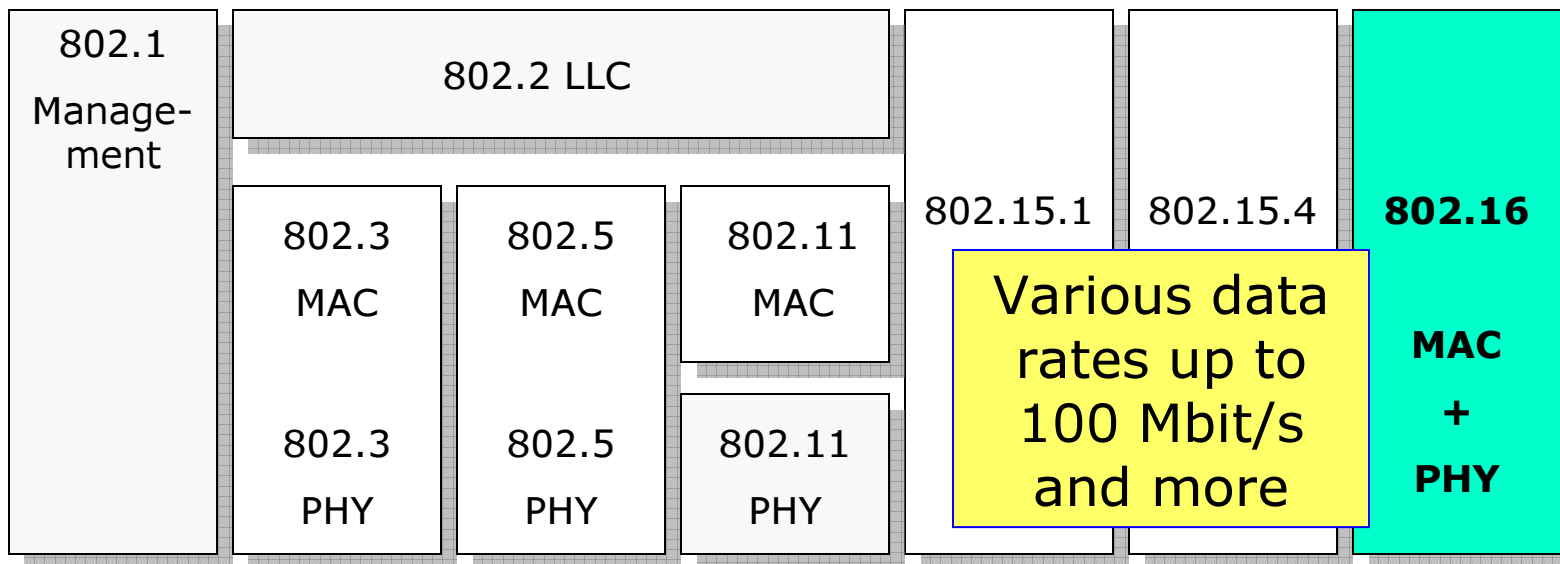 802.1
Manage-
ment
802.2 LLC
802.3
MAC
802.3
PHY
802.5
MAC
802.5
PHY
802.11
MAC
802.11
PHY
802.15.1
802.15.4
Various data
rates up to
100 Mbit/s
and more
802.16
MAC
+
PHY